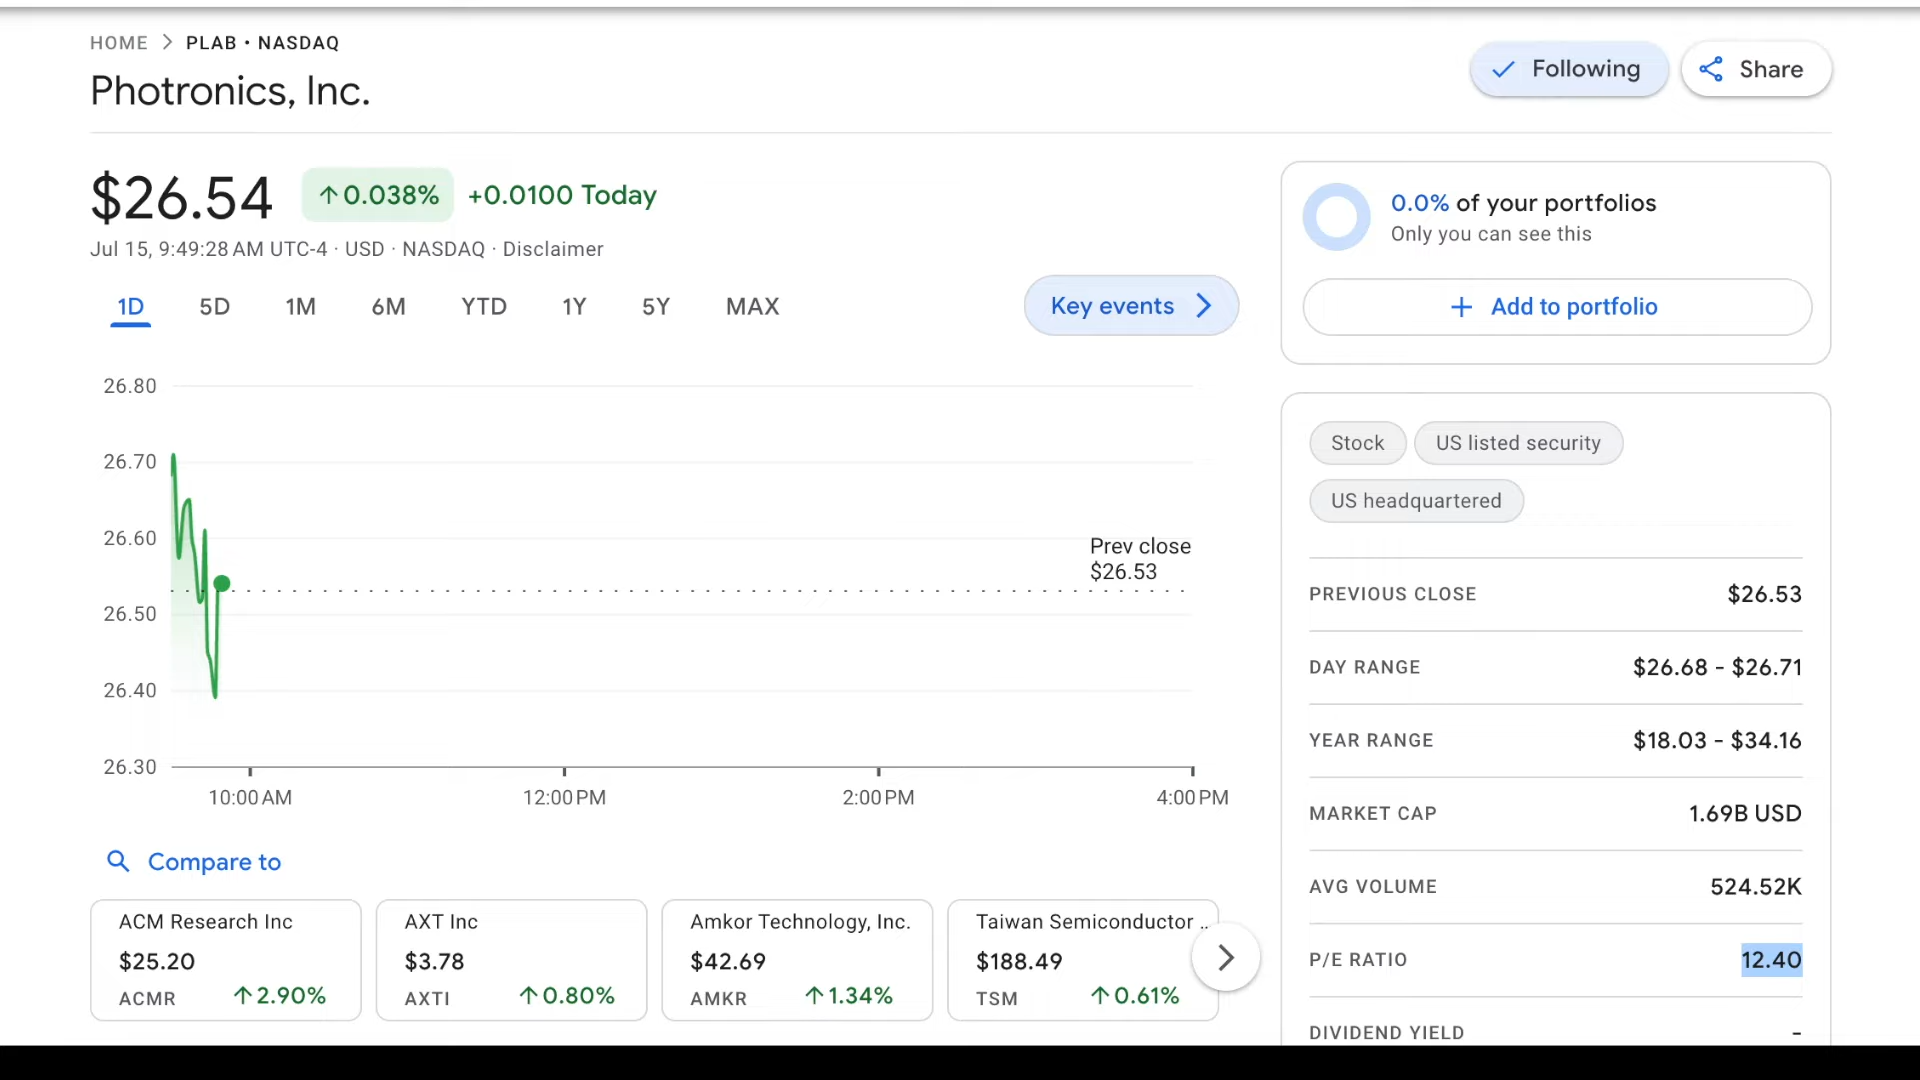 HOME > PLAB • NASDAQ
Photronics, Inc.
Following
Share
$26.54
↑ 0.038%
+0.0100 Today
Jul 15, 9:49:28 AM UTC-4 · USD · NASDAQ · Disclaimer
1D 5D 1M 6M YTD 1Y 5Y MAX
Key events >
26.80
26.70
26.60
26.50
26.40
26.30
Prev close
$26.53
10:00 AM 12:00 PM 2:00 PM 4:00 PM
Compare to
ACM Research Inc
$25.20
ACMR ↑ 2.90%
AXT Inc
$3.78
AXTI ↑ 0.80%
Amkor Technology, Inc.
$42.69
AMKR ↑ 1.34%
Taiwan Semiconductor ..
$188.49
TSM ↑ 0.61%
0.0% of your portfolios
Only you can see this
+ Add to portfolio
Stock
US listed security
US headquartered
PREVIOUS CLOSE $26.53
DAY RANGE $26.68 - $26.71
YEAR RANGE $18.03 - $34.16
MARKET CAP 1.69B USD
AVG VOLUME 524.52K
P/E RATIO 12.40
DIVIDEND YIELD -